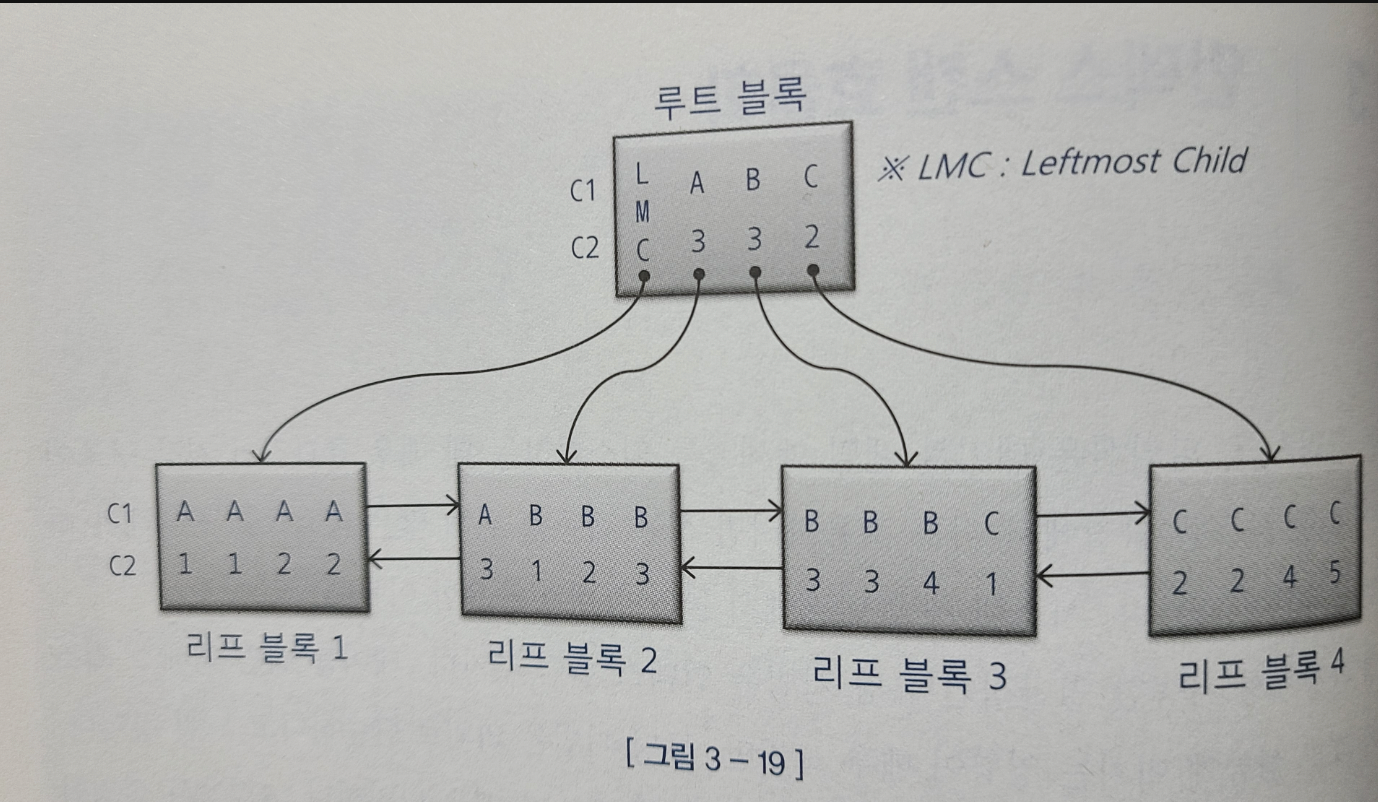 루트 블록
※ LMC : Leftmost Child
C1 L M C A B C
C2 3 3 2
C1 A A A A
C2 1 1 2 2
리프 블록 1
A B B B
3 1 2 3
리프 블록 2
B B B C
3 3 4 1
리프 블록 3
C C C C
2 2 4 5
리프 블록 4
[ 그림 3 – 19 ]